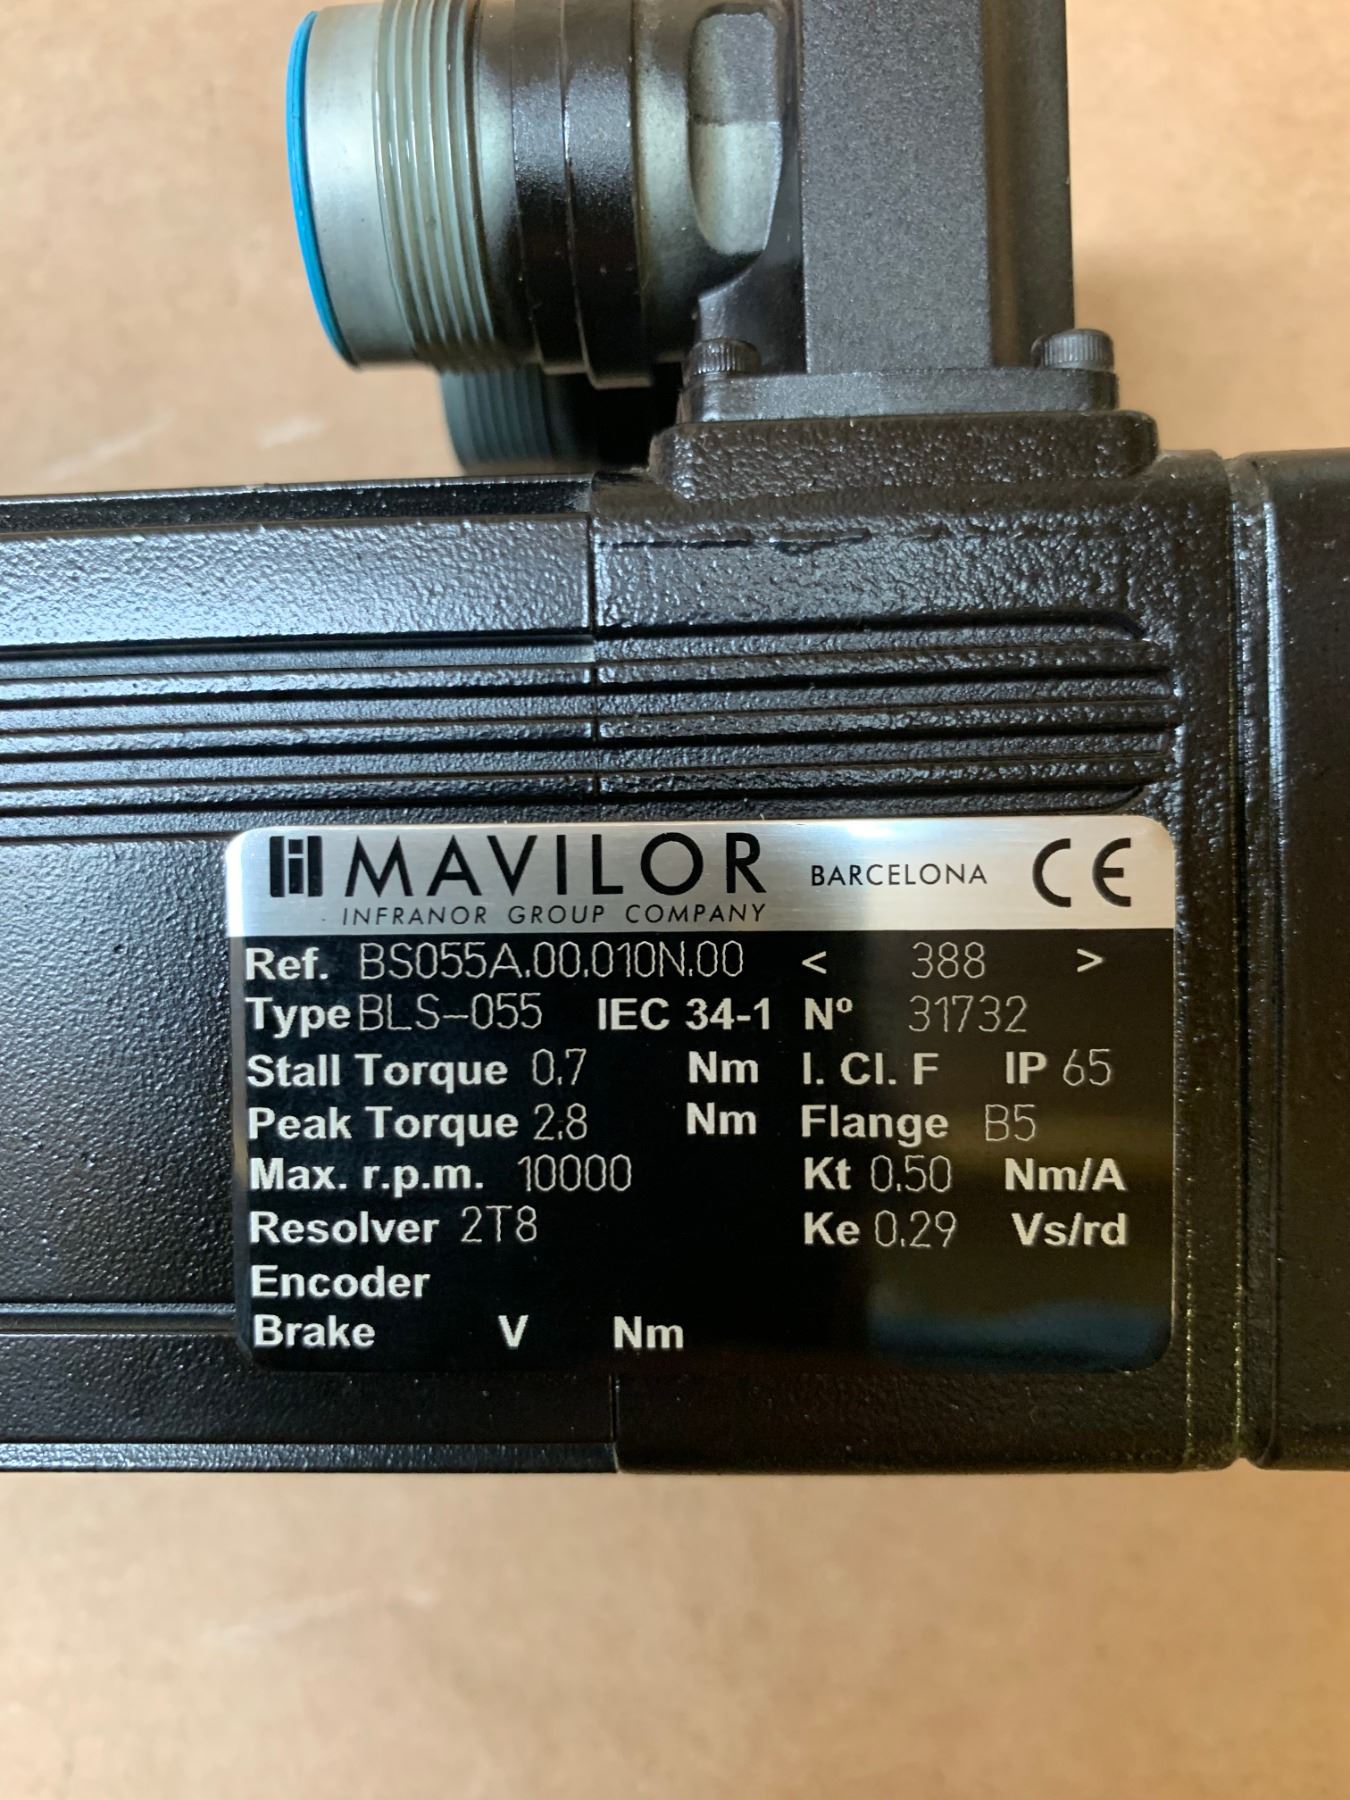 MAVILOR BARCELONA CE
INFRANOR GROUP COMPANY
Ref. BS055A.00.010N.00 < 388 >
Type BLS-055 IEC 34-1 Nº 31732
Stall Torque 0.7 Nm I. Cl. F IP 65
Peak Torque 2.8 Nm Flange B5
Max. r.p.m. 10000 Kt 0.50 Nm/A
Resolver 2T8 Ke 0.29 Vs/rd
Encoder
Brake V Nm